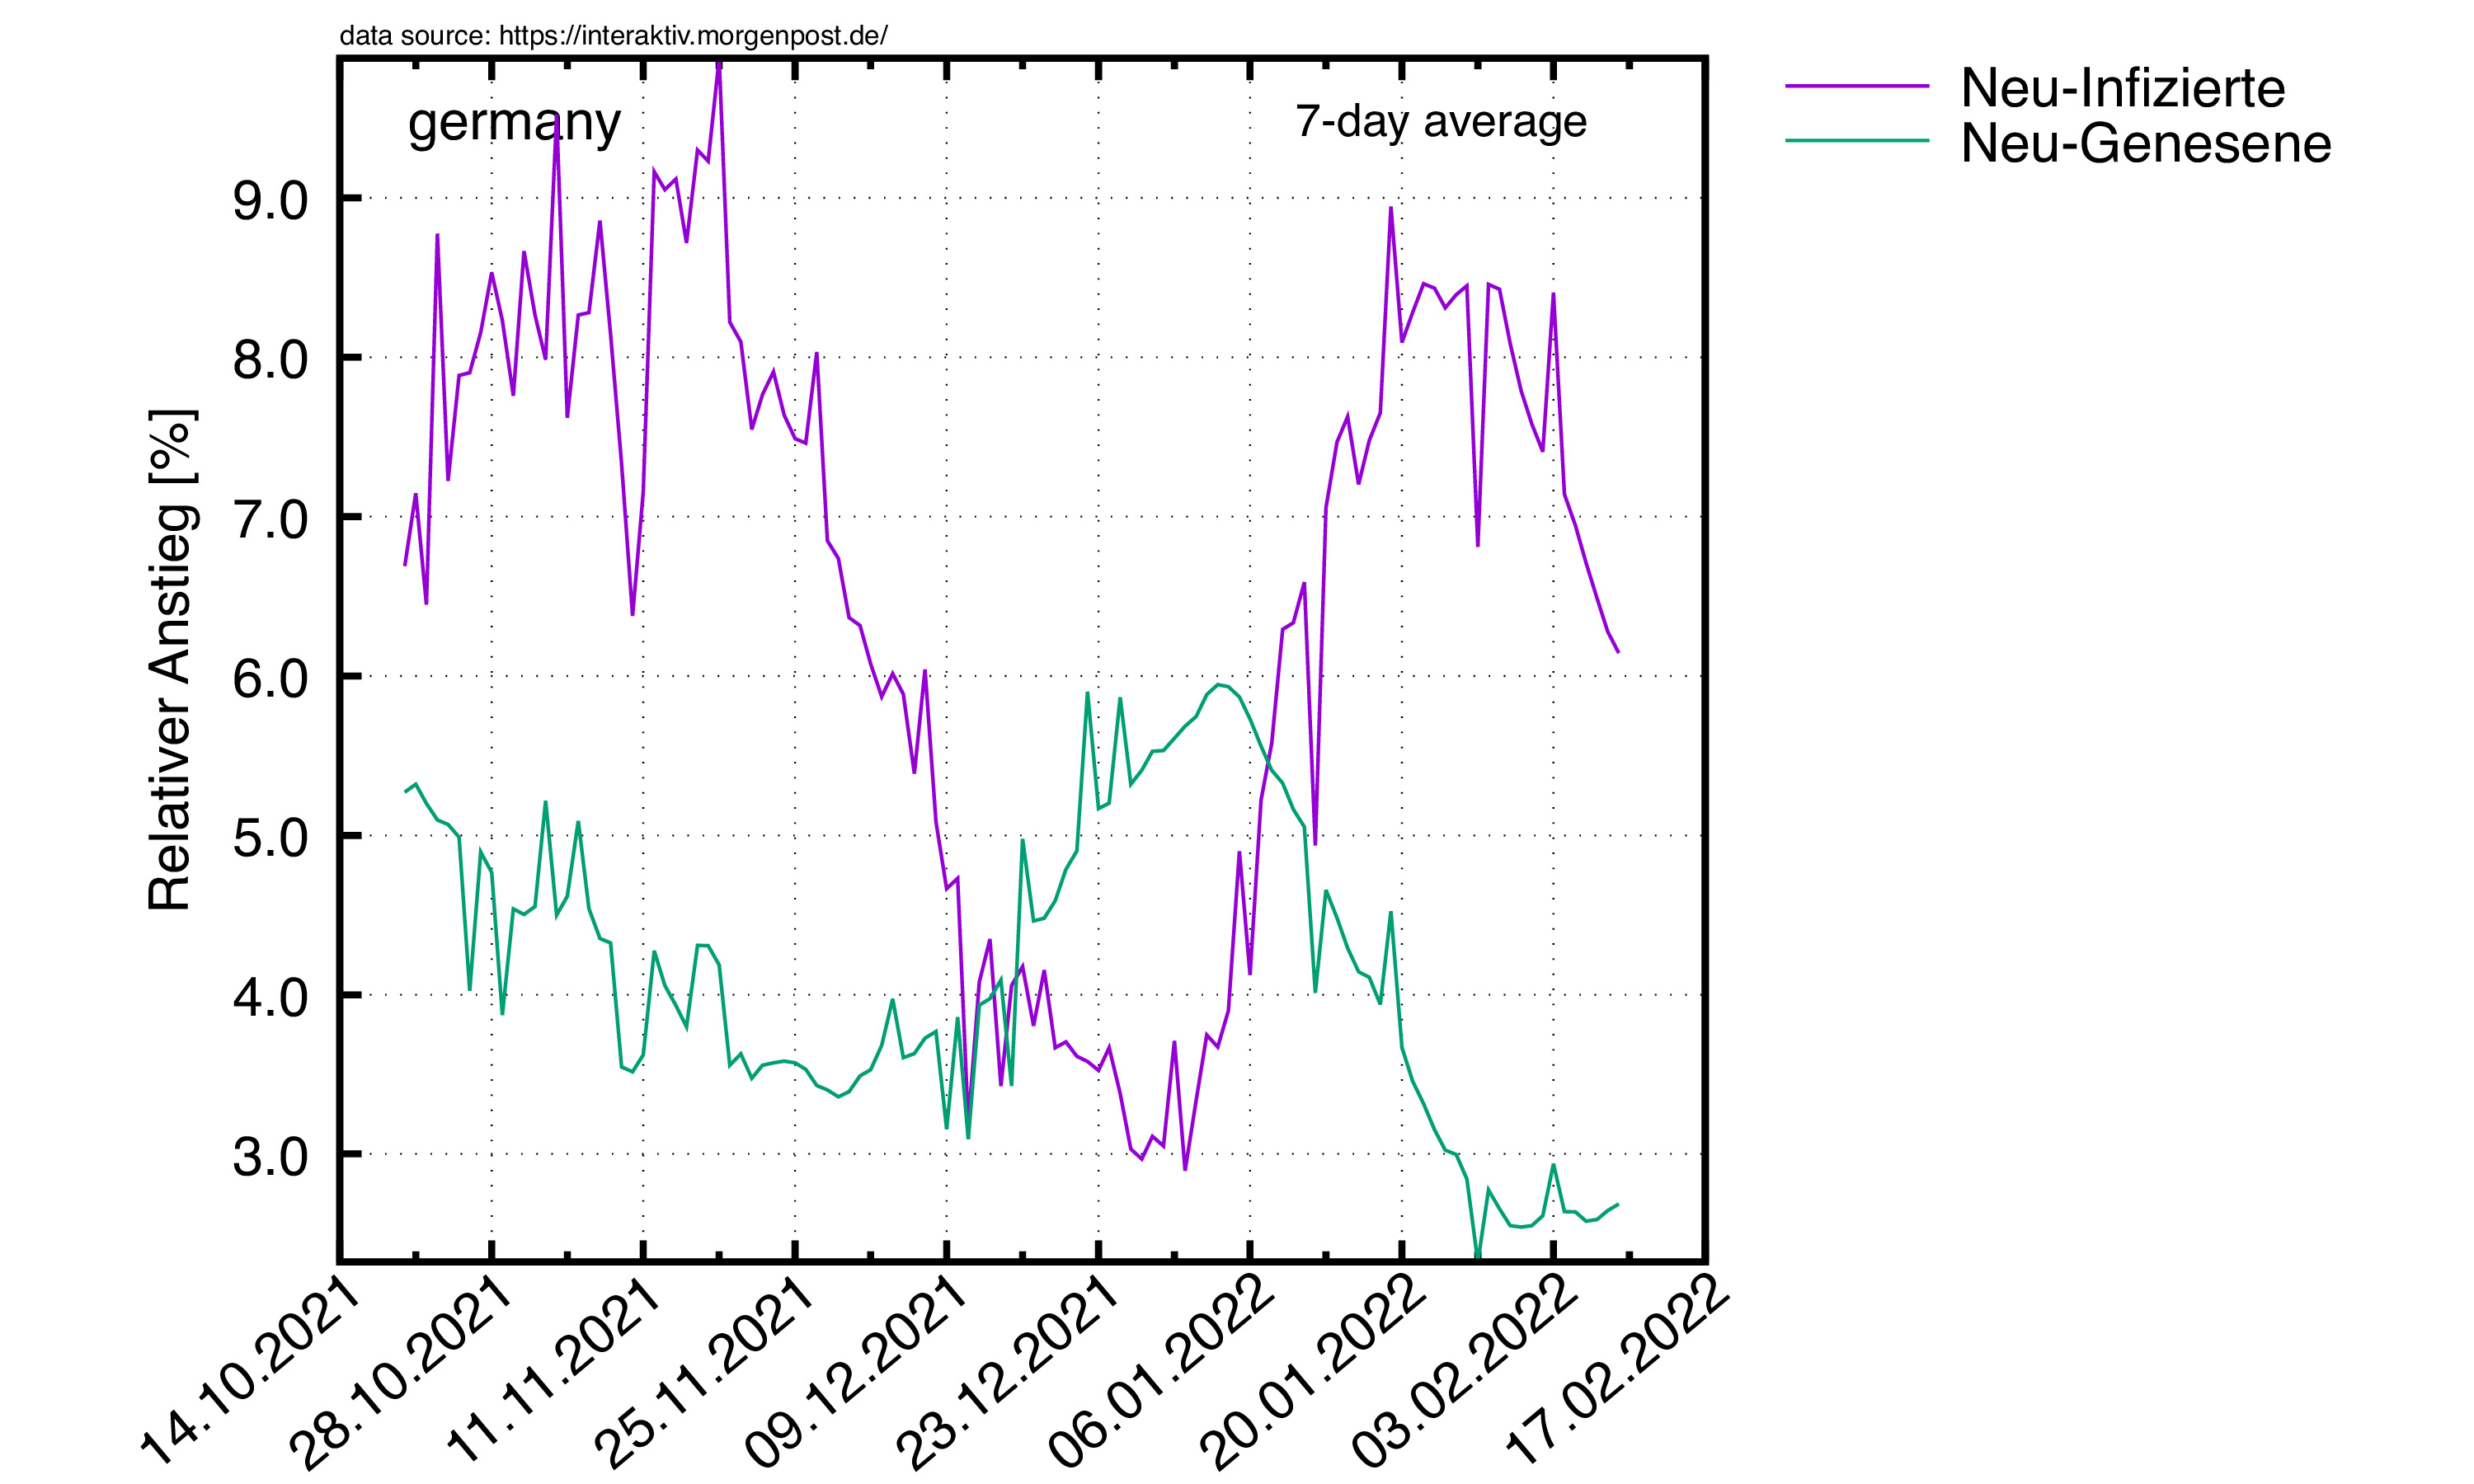 data source: https://interaktiv.morgenpost.de/
germany
7-day average
Neu-Infizierte
Neu-Genesene
Relativer Anstieg [%]
9.0
8.0
7.0
6.0
5.0
4.0
3.0
14.10.2021
28.10.2021
11.11.2021
25.11.2021
09.12.2021
23.12.2021
06.01.2022
20.01.2022
03.02.2022
17.02.2022